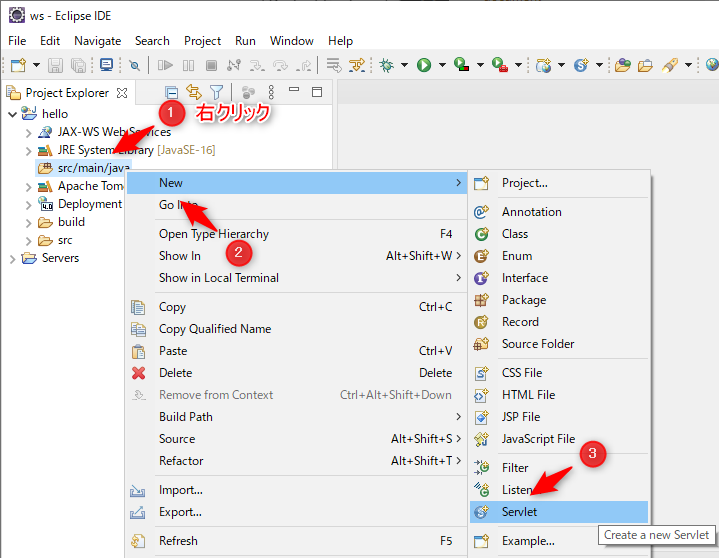 ws - Eclipse IDE
File Edit Navigate Search Project Run Window Help
Project Explorer
1 右クリック
hello
JAX-WS Web Services
JRE System Library [JavaSE-16]
src/main/java
Apache Tom
Deployment
build
src
Servers
New
Go Into
2
Open Type Hierarchy F4
Show In Alt+Shift+W
Show in Local Terminal
Copy Ctrl+C
Copy Qualified Name
Paste Ctrl+V
Delete Delete
Remove from Context Ctrl+Alt+Shift+Down
Build Path
Source Alt+Shift+S
Refactor Alt+Shift+T
Import...
Export...
Refresh F5
Project...
Annotation
Class
Enum
Interface
Package
Record
Source Folder
CSS File
HTML File
JSP File
JavaScript File
3
Filter
Listen
Servlet
Create a new Servlet
Example...